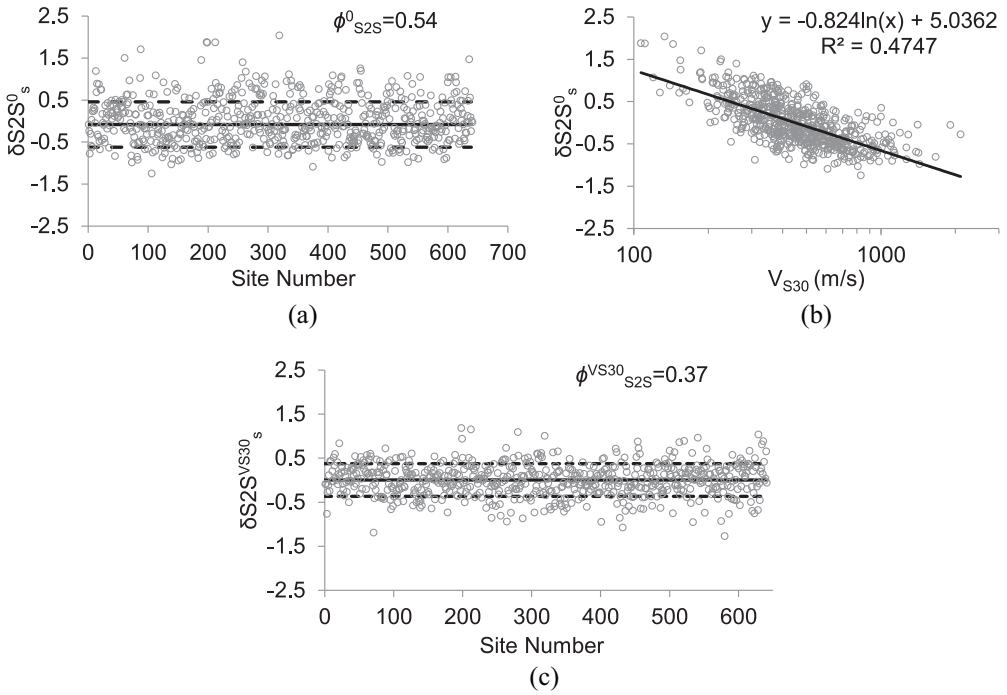 ϕ⁰S2S=0.54
δS2S⁰s
2.5
1.5
0.5
-0.5
-1.5
-2.5
0 100 200 300 400 500 600 700
Site Number
(a)
y = -0.824ln(x) + 5.0362
R² = 0.4747
δS2S⁰s
2.5
1.5
0.5
-0.5
-1.5
-2.5
100 1000
VS30 (m/s)
(b)
ϕVS30S2S=0.37
δS2SVS30s
2.5
1.5
0.5
-0.5
-1.5
-2.5
0 100 200 300 400 500 600
Site Number
(c)